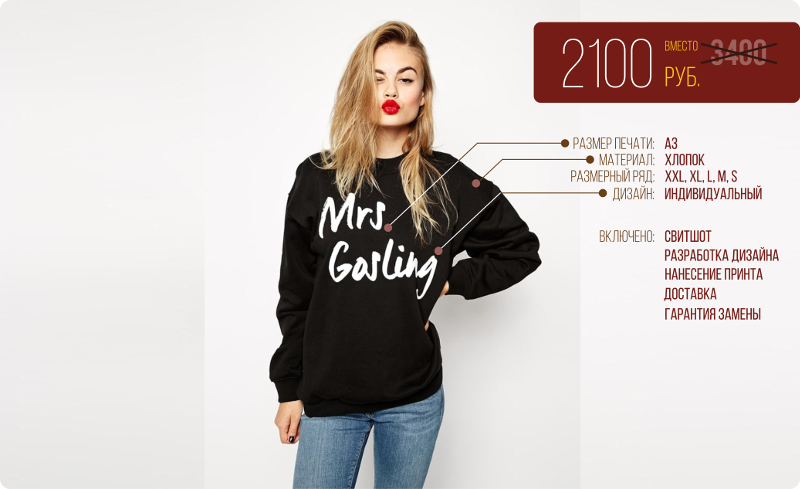 2100 ВМЕСТО 3400
РУБ.
РАЗМЕР ПЕЧАТИ: А3
МАТЕРИАЛ: ХЛОПОК
РАЗМЕРНЫЙ РЯД: XXL, XL, L, M, S
ДИЗАЙН: ИНДИВИДУАЛЬНЫЙ
Mrs
Gosling
ВКЛЮЧЕНО: СВИТШОТ
РАЗРАБОТКА ДИЗАЙНА
НАНЕСЕНИЕ ПРИНТА
ДОСТАВКА
ГАРАНТИЯ ЗАМЕНЫ